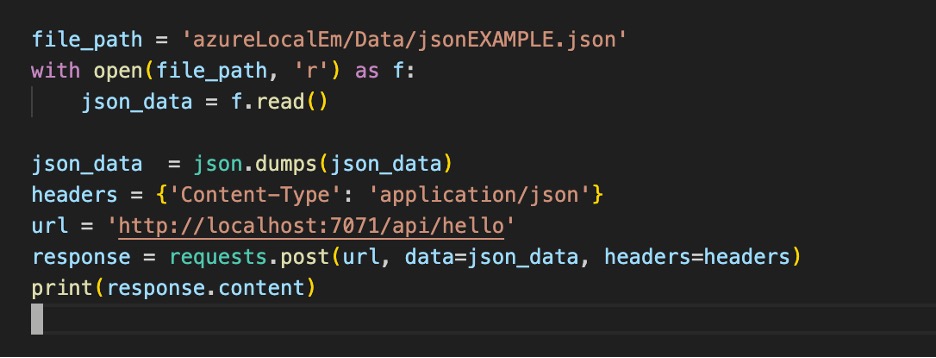 file_path = 'azureLocalEm/Data/jsonEXAMPLE.json'
with open(file_path, 'r') as f:
    json_data = f.read()

json_data  = json.dumps(json_data)
headers = {'Content-Type': 'application/json'}
url = 'http://localhost:7071/api/hello'
response = requests.post(url, data=json_data, headers=headers)
print(response.content)